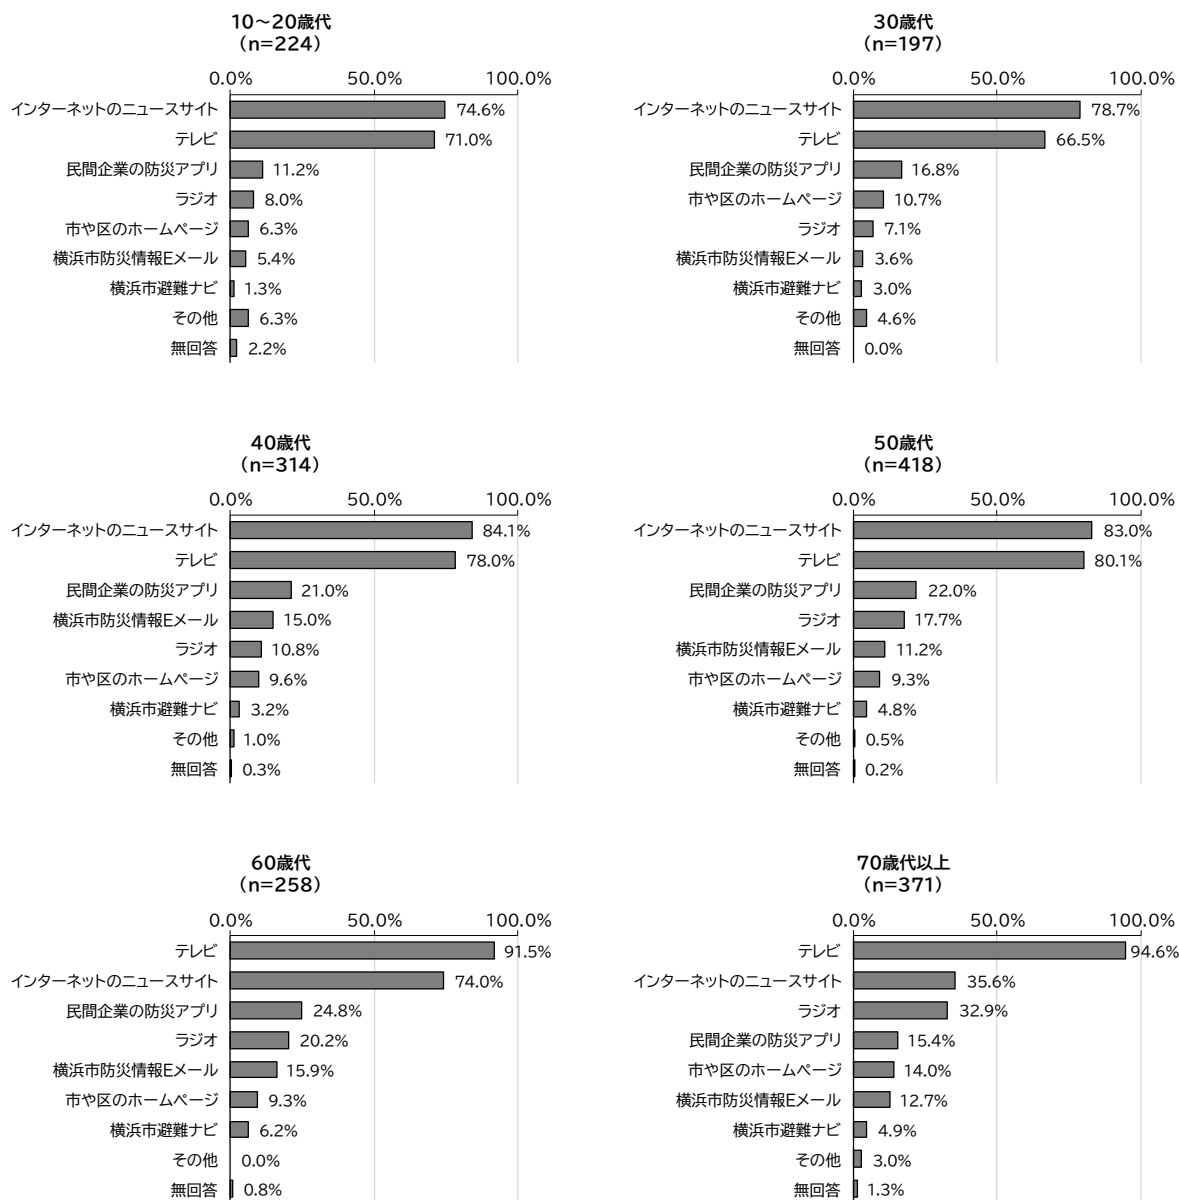 10～20歳代
（n=224）
0.0% 50.0% 100.0%
インターネットのニュースサイト 74.6%
テレビ 71.0%
民間企業の防災アプリ 11.2%
ラジオ 8.0%
市や区のホームページ 6.3%
横浜市防災情報Eメール 5.4%
横浜市避難ナビ 1.3%
その他 6.3%
無回答 2.2%
30歳代
（n=197）
0.0% 50.0% 100.0%
インターネットのニュースサイト 78.7%
テレビ 66.5%
民間企業の防災アプリ 16.8%
市や区のホームページ 10.7%
ラジオ 7.1%
横浜市防災情報Eメール 3.6%
横浜市避難ナビ 3.0%
その他 4.6%
無回答 0.0%
40歳代
（n=314）
0.0% 50.0% 100.0%
インターネットのニュースサイト 84.1%
テレビ 78.0%
民間企業の防災アプリ 21.0%
横浜市防災情報Eメール 15.0%
ラジオ 10.8%
市や区のホームページ 9.6%
横浜市避難ナビ 3.2%
その他 1.0%
無回答 0.3%
50歳代
（n=418）
0.0% 50.0% 100.0%
インターネットのニュースサイト 83.0%
テレビ 80.1%
民間企業の防災アプリ 22.0%
ラジオ 17.7%
横浜市防災情報Eメール 11.2%
市や区のホームページ 9.3%
横浜市避難ナビ 4.8%
その他 0.5%
無回答 0.2%
60歳代
（n=258）
0.0% 50.0% 100.0%
テレビ 91.5%
インターネットのニュースサイト 74.0%
民間企業の防災アプリ 24.8%
ラジオ 20.2%
横浜市防災情報Eメール 15.9%
市や区のホームページ 9.3%
横浜市避難ナビ 6.2%
その他 0.0%
無回答 0.8%
70歳代以上
（n=371）
0.0% 50.0% 100.0%
テレビ 94.6%
インターネットのニュースサイト 35.6%
ラジオ 32.9%
民間企業の防災アプリ 15.4%
市や区のホームページ 14.0%
横浜市防災情報Eメール 12.7%
横浜市避難ナビ 4.9%
その他 3.0%
無回答 1.3%